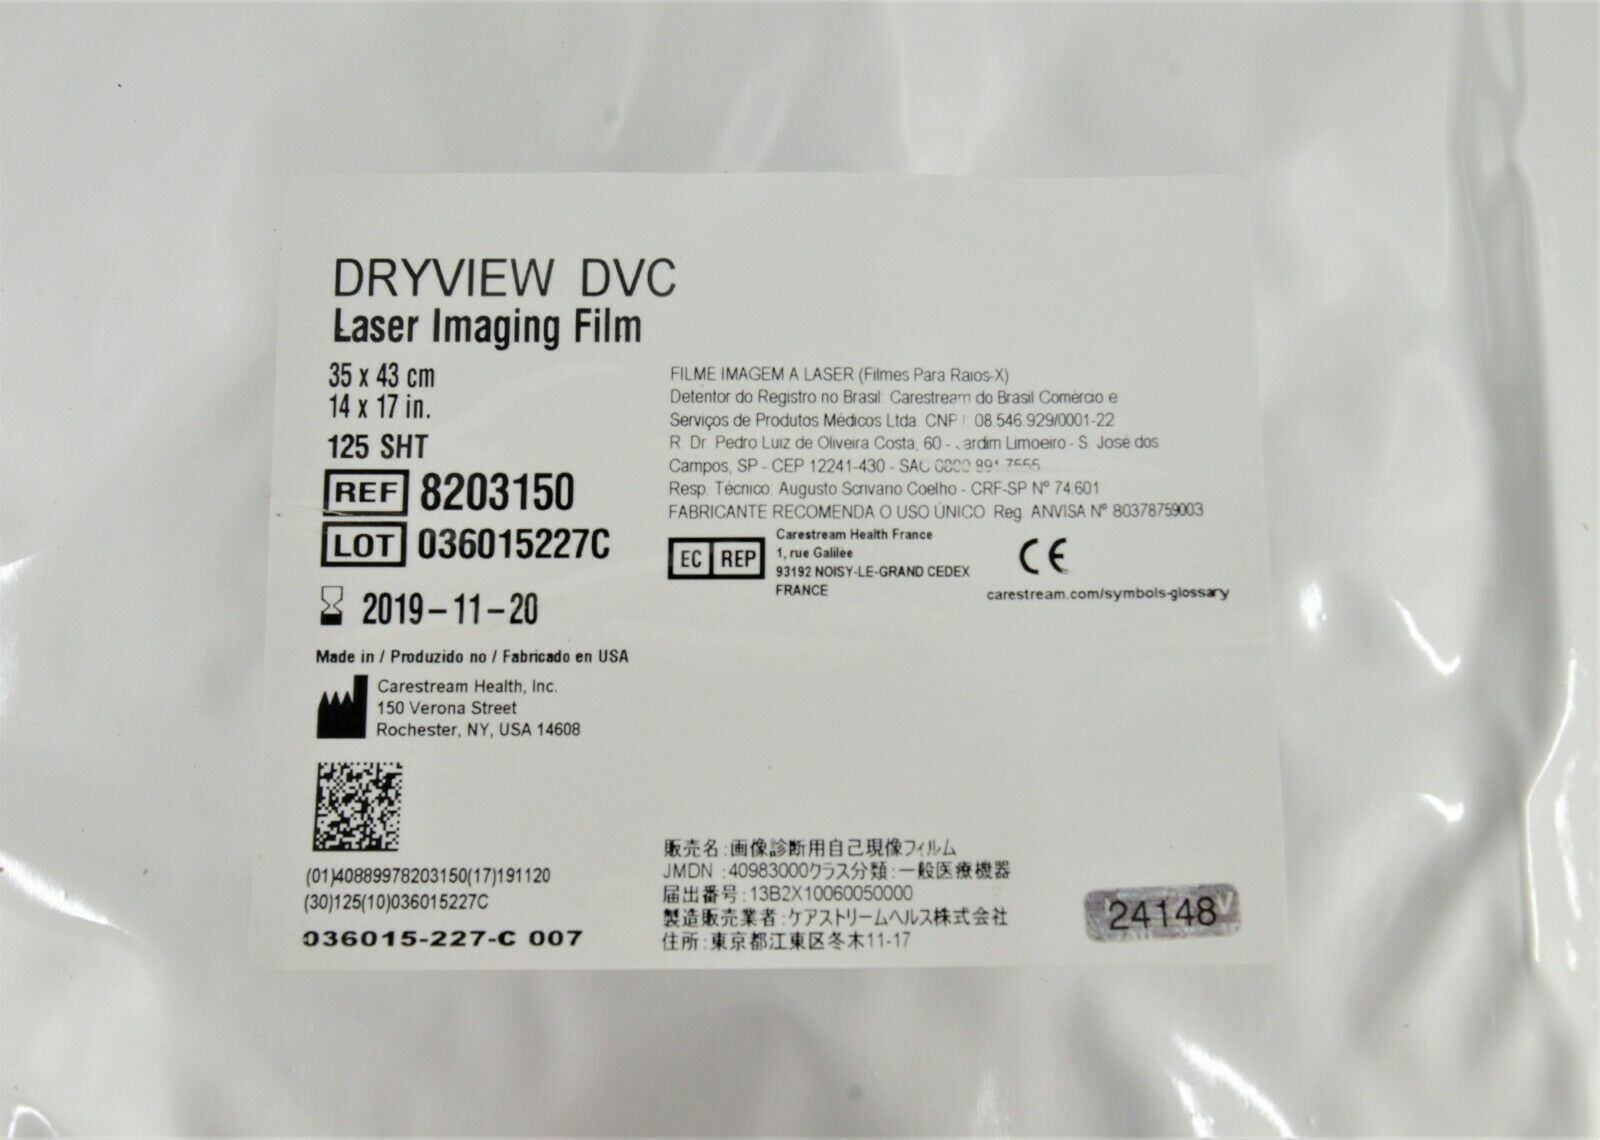 DRYVIEW DVC
Laser Imaging Film
35 x 43 cm
14 x 17 in.
125 SHT
REF 8203150
LOT 036015227C
2019-11-20
Made in / Produzido no / Fabricado en USA
Carestream Health, Inc.
150 Verona Street
Rochester, NY, USA 14608
(01)40889978203150(17)191120
(30)125(10)036015227C
036015-227-C 007
FILME IMAGEM A LASER (Filmes Para Raios-X)
Detentor do Registro no Brasil: Carestream do Brasil Comércio e
Serviços de Produtos Médicos Ltda. 08.546.929/0001-22
R. Dr. Pedro Luiz de Oliveira Costa, 60 - Jardim Limoeiro - S. José dos
Campos, SP - CEP 12241-430 - SAC
Resp. Técnico: Augusto Scrivano Coelho - CRF-SP Nº 74.601
FABRICANTE RECOMENDA O USO ÚNICO Reg. ANVISA Nº 80378759003
EC REP
Carestream Health France
1, rue Galilée
93192 NOISY-LE-GRAND CEDEX
FRANCE
CE
carestream.com/symbols-glossary
販売名:画像診断用自己現像フィルム
JMDN :40983000クラス分類:一般医療機器
届出番号:13B2X10060050000
製造販売業者:ケアストリームヘルス株式会社
住所:東京都江東区冬木11-17
24148